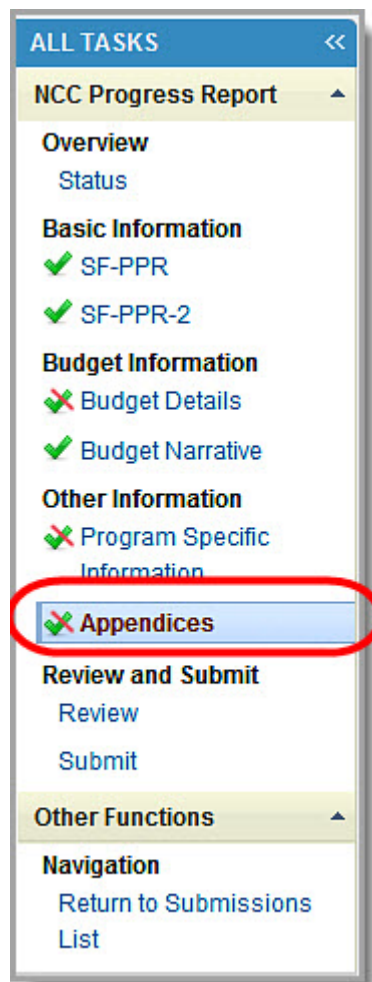 ALL TASKS <<
NCC Progress Report
Overview
Status
Basic Information
SF-PPR
SF-PPR-2
Budget Information
Budget Details
Budget Narrative
Other Information
Program Specific
Information
Appendices
Review and Submit
Review
Submit
Other Functions
Navigation
Return to Submissions
List